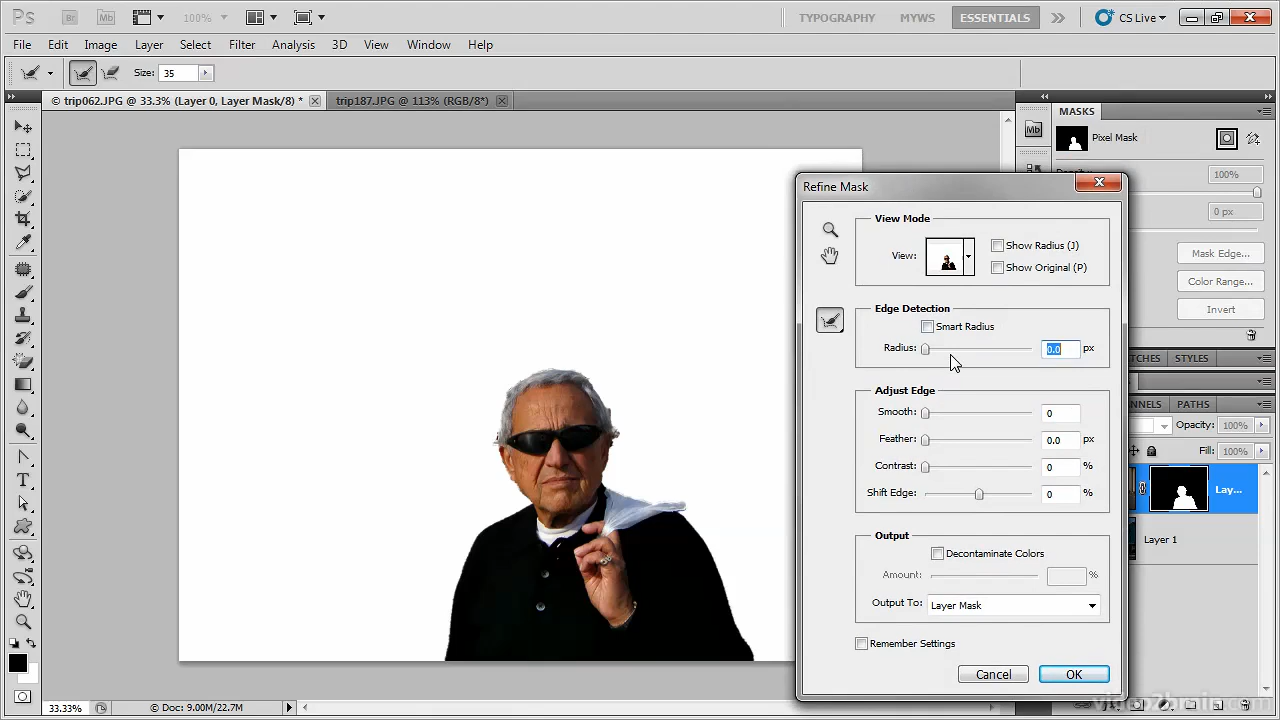 Ps Br Mb 100% TYPOGRAPHY MYWS ESSENTIALS CS Live
File Edit Image Layer Select Filter Analysis 3D View Window Help
Size: 35
© trip062.JPG @ 33.3% (Layer 0, Layer Mask/8) * trip187.JPG @ 113% (RGB/8*)
MASKS
Mb Pixel Mask
100%
0 px
Mask Edge...
Color Range...
Invert
TCHES STYLES
NNELS PATHS
Opacity: 100%
Fill: 100%
Lay...
Layer 1
Refine Mask
View Mode
View:
Show Radius (J)
Show Original (P)
Edge Detection
Smart Radius
Radius: 0.0 px
Adjust Edge
Smooth: 0
Feather: 0.0 px
Contrast: 0 %
Shift Edge: 0 %
Output
Decontaminate Colors
Amount: %
Output To: Layer Mask
Remember Settings
Cancel OK
T
33.33% Doc: 9.00M/22.7M
video2brain.com